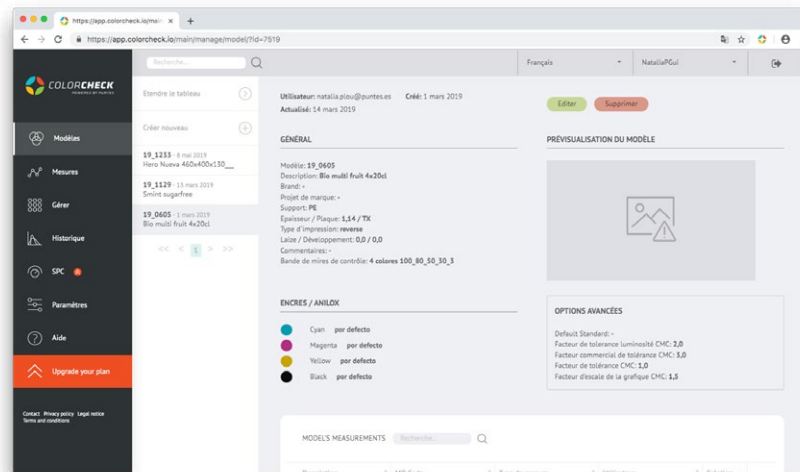 https://app.colorcheck.io/main
https://app.colorcheck.io/main/manage/model/?id=7519
COLORCHECK
POWERED BY PUNTES
Recherche...
Français
NataliaPGui
Modèles
Mesures
Gérer
Historique
SPC
Paramètres
Aide
Upgrade your plan
Contact Privacy policy Legal notice
Terms and conditions
Etendre le tableau
Créer nouveau
19_1233 - 8 mai 2019
Hero Nueva 460x400x130__
19_1129 - 13 mars 2019
Smint sugarfree
19_0605 - 1 mars 2019
Bio multi fruit 4x20cl
<< < 1 > >>
Utilisateur: natalia.plou@puntes.es Créé: 1 mars 2019
Actualisé: 14 mars 2019
Editer
Supprimer
GÉNÉRAL
Modèle: 19_0605
Description: Bio multi fruit 4x20cl
Brand: -
Projet de marque: -
Support: PE
Epaisseur / Plaque: 1,14 / TX
Type d'impression: reverse
Laize / Développement: 0,0 / 0,0
Commentaires: -
Bande de mires de contrôle: 4 colores 100_80_50_30_3
PRÉVISUALISATION DU MODÈLE
ENCRES / ANILOX
Cyan por defecto
Magenta por defecto
Yellow por defecto
Black por defecto
OPTIONS AVANCÉES
Default Standard: -
Facteur de tolerance luminosité CMC: 2,0
Facteur commercial de tolérance CMC: 3,0
Facteur de tolérance CMC: 1,0
Facteur d'escale de la grafique CMC: 1,5
MODEL'S MEASUREMENTS
Recherche...